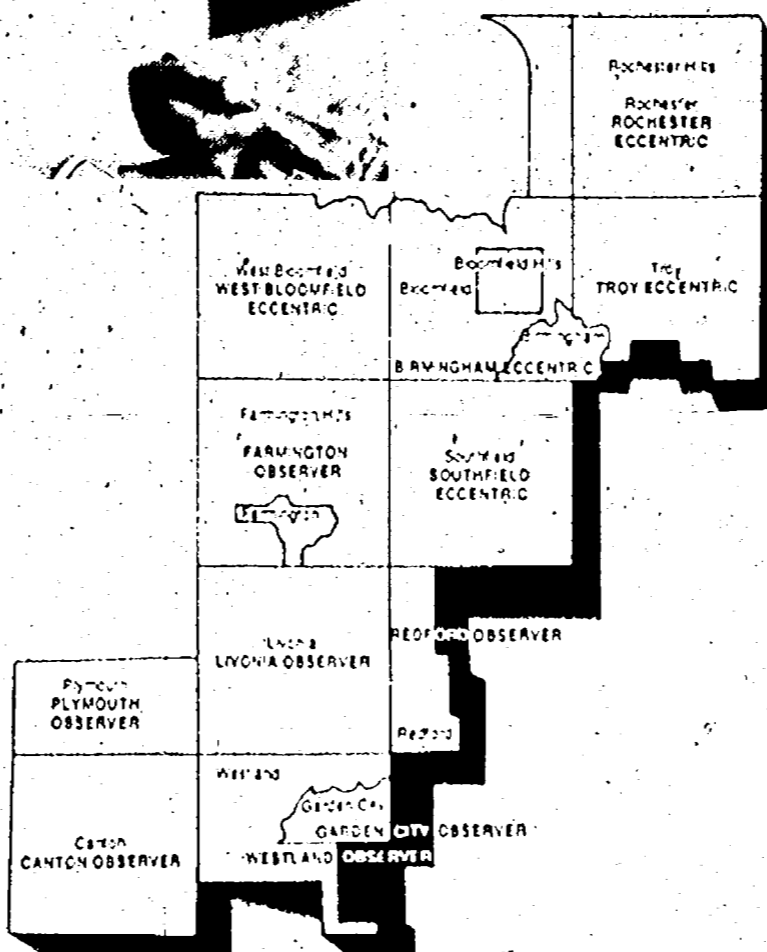 Rochester Hills
Rochester
ROCHESTER
ECCENTRIC
West Bloomfield
WEST BLOOMFIELD
ECCENTRIC
Bloomfield Hills
Bloomfield
Troy
TROY ECCENTRIC
Birmingham
BIRMINGHAM ECCENTRIC
Farmington Hills
FARMINGTON
OBSERVER
Farmington
Southfield
SOUTHFIELD
ECCENTRIC
Livonia
LIVONIA OBSERVER
REDFORD OBSERVER
Redford
Plymouth
PLYMOUTH
OBSERVER
Westland
Garden City
GARDEN CITY OBSERVER
WESTLAND OBSERVER
Canton
CANTON OBSERVER